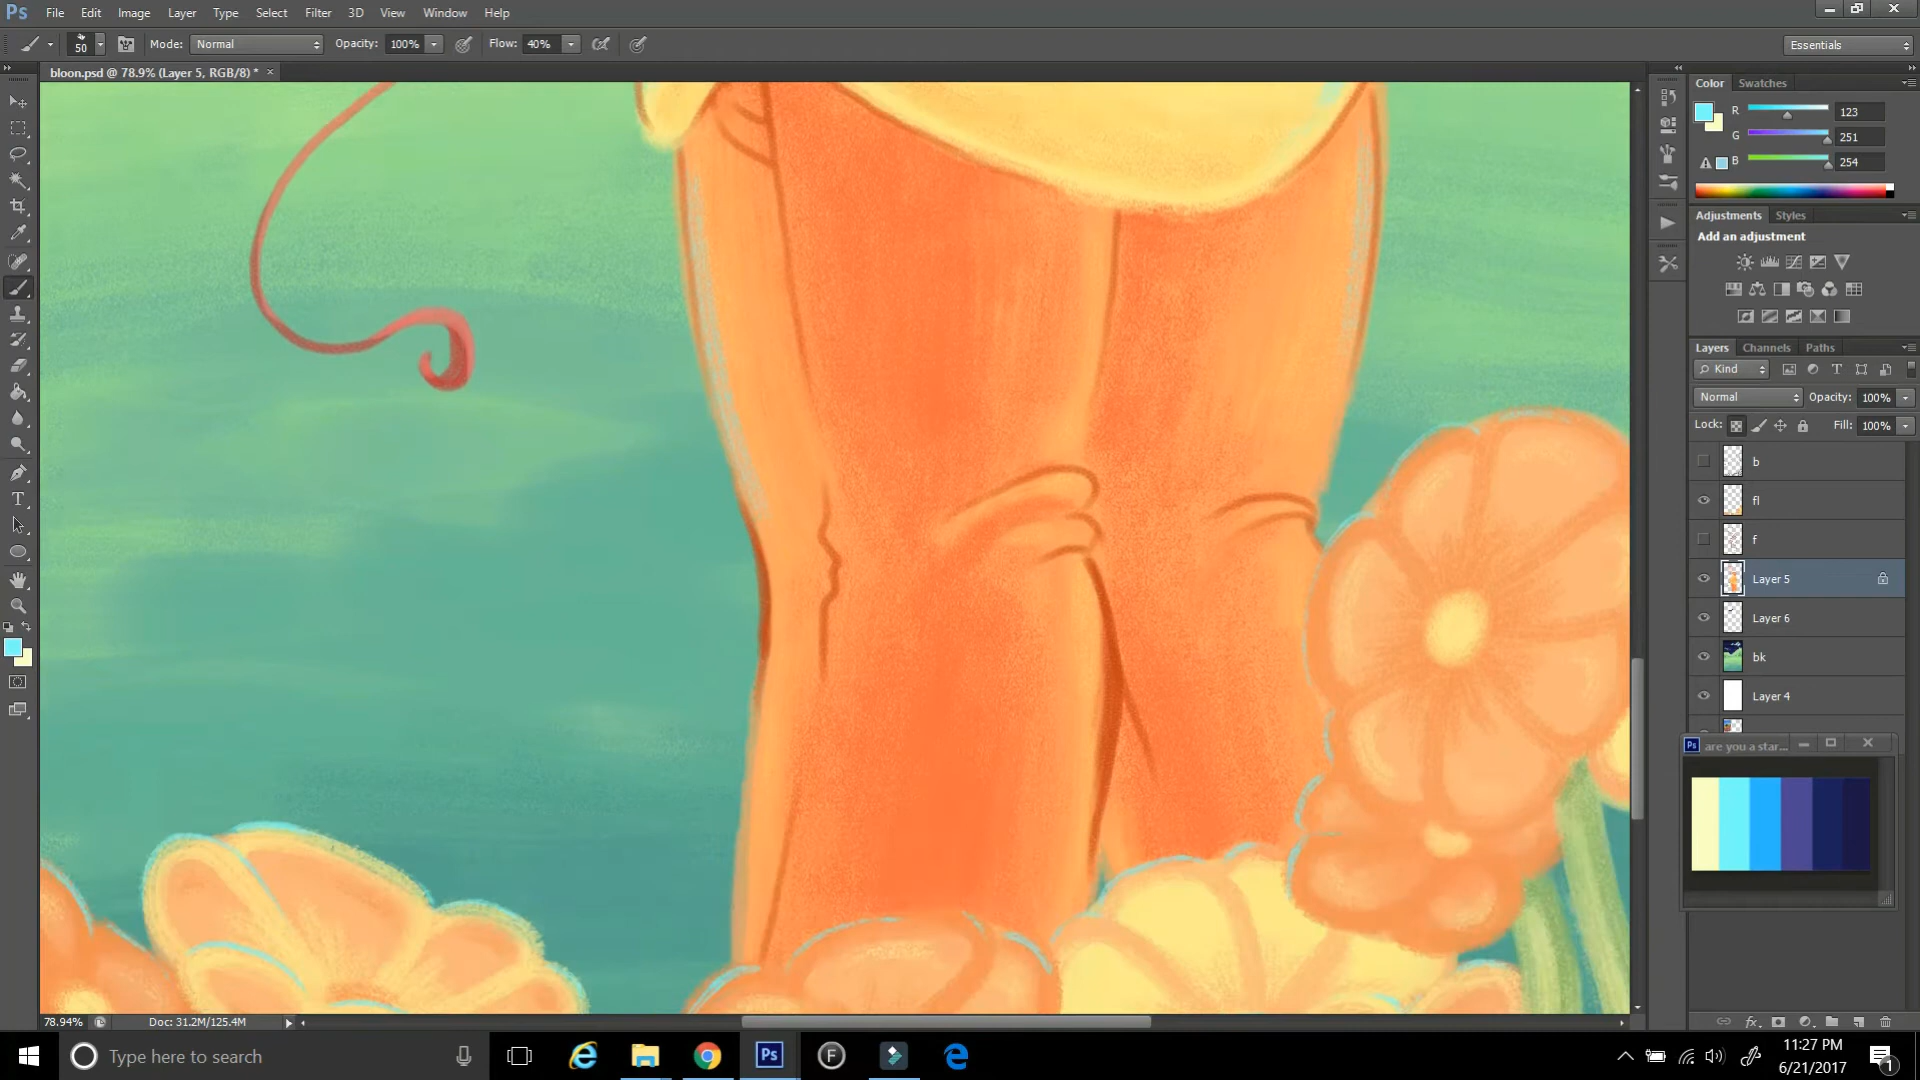 Ps File Edit Image Layer Type Select Filter 3D View Window Help
50 Mode: Normal Opacity: 100% Flow: 40% Essentials
bloon.psd @ 78.9% (Layer 5, RGB/8) * ×
Color Swatches
R 123
G 251
B 254
Adjustments Styles
Add an adjustment
Layers Channels Paths
Kind
Normal Opacity: 100%
Lock: Fill: 100%
b
fl
f
Layer 5
Layer 6
bk
Layer 4
Ps are you a star...
78.94% Doc: 31.2M/125.4M
Type here to search
Ps
F
11:27 PM
6/21/2017
1